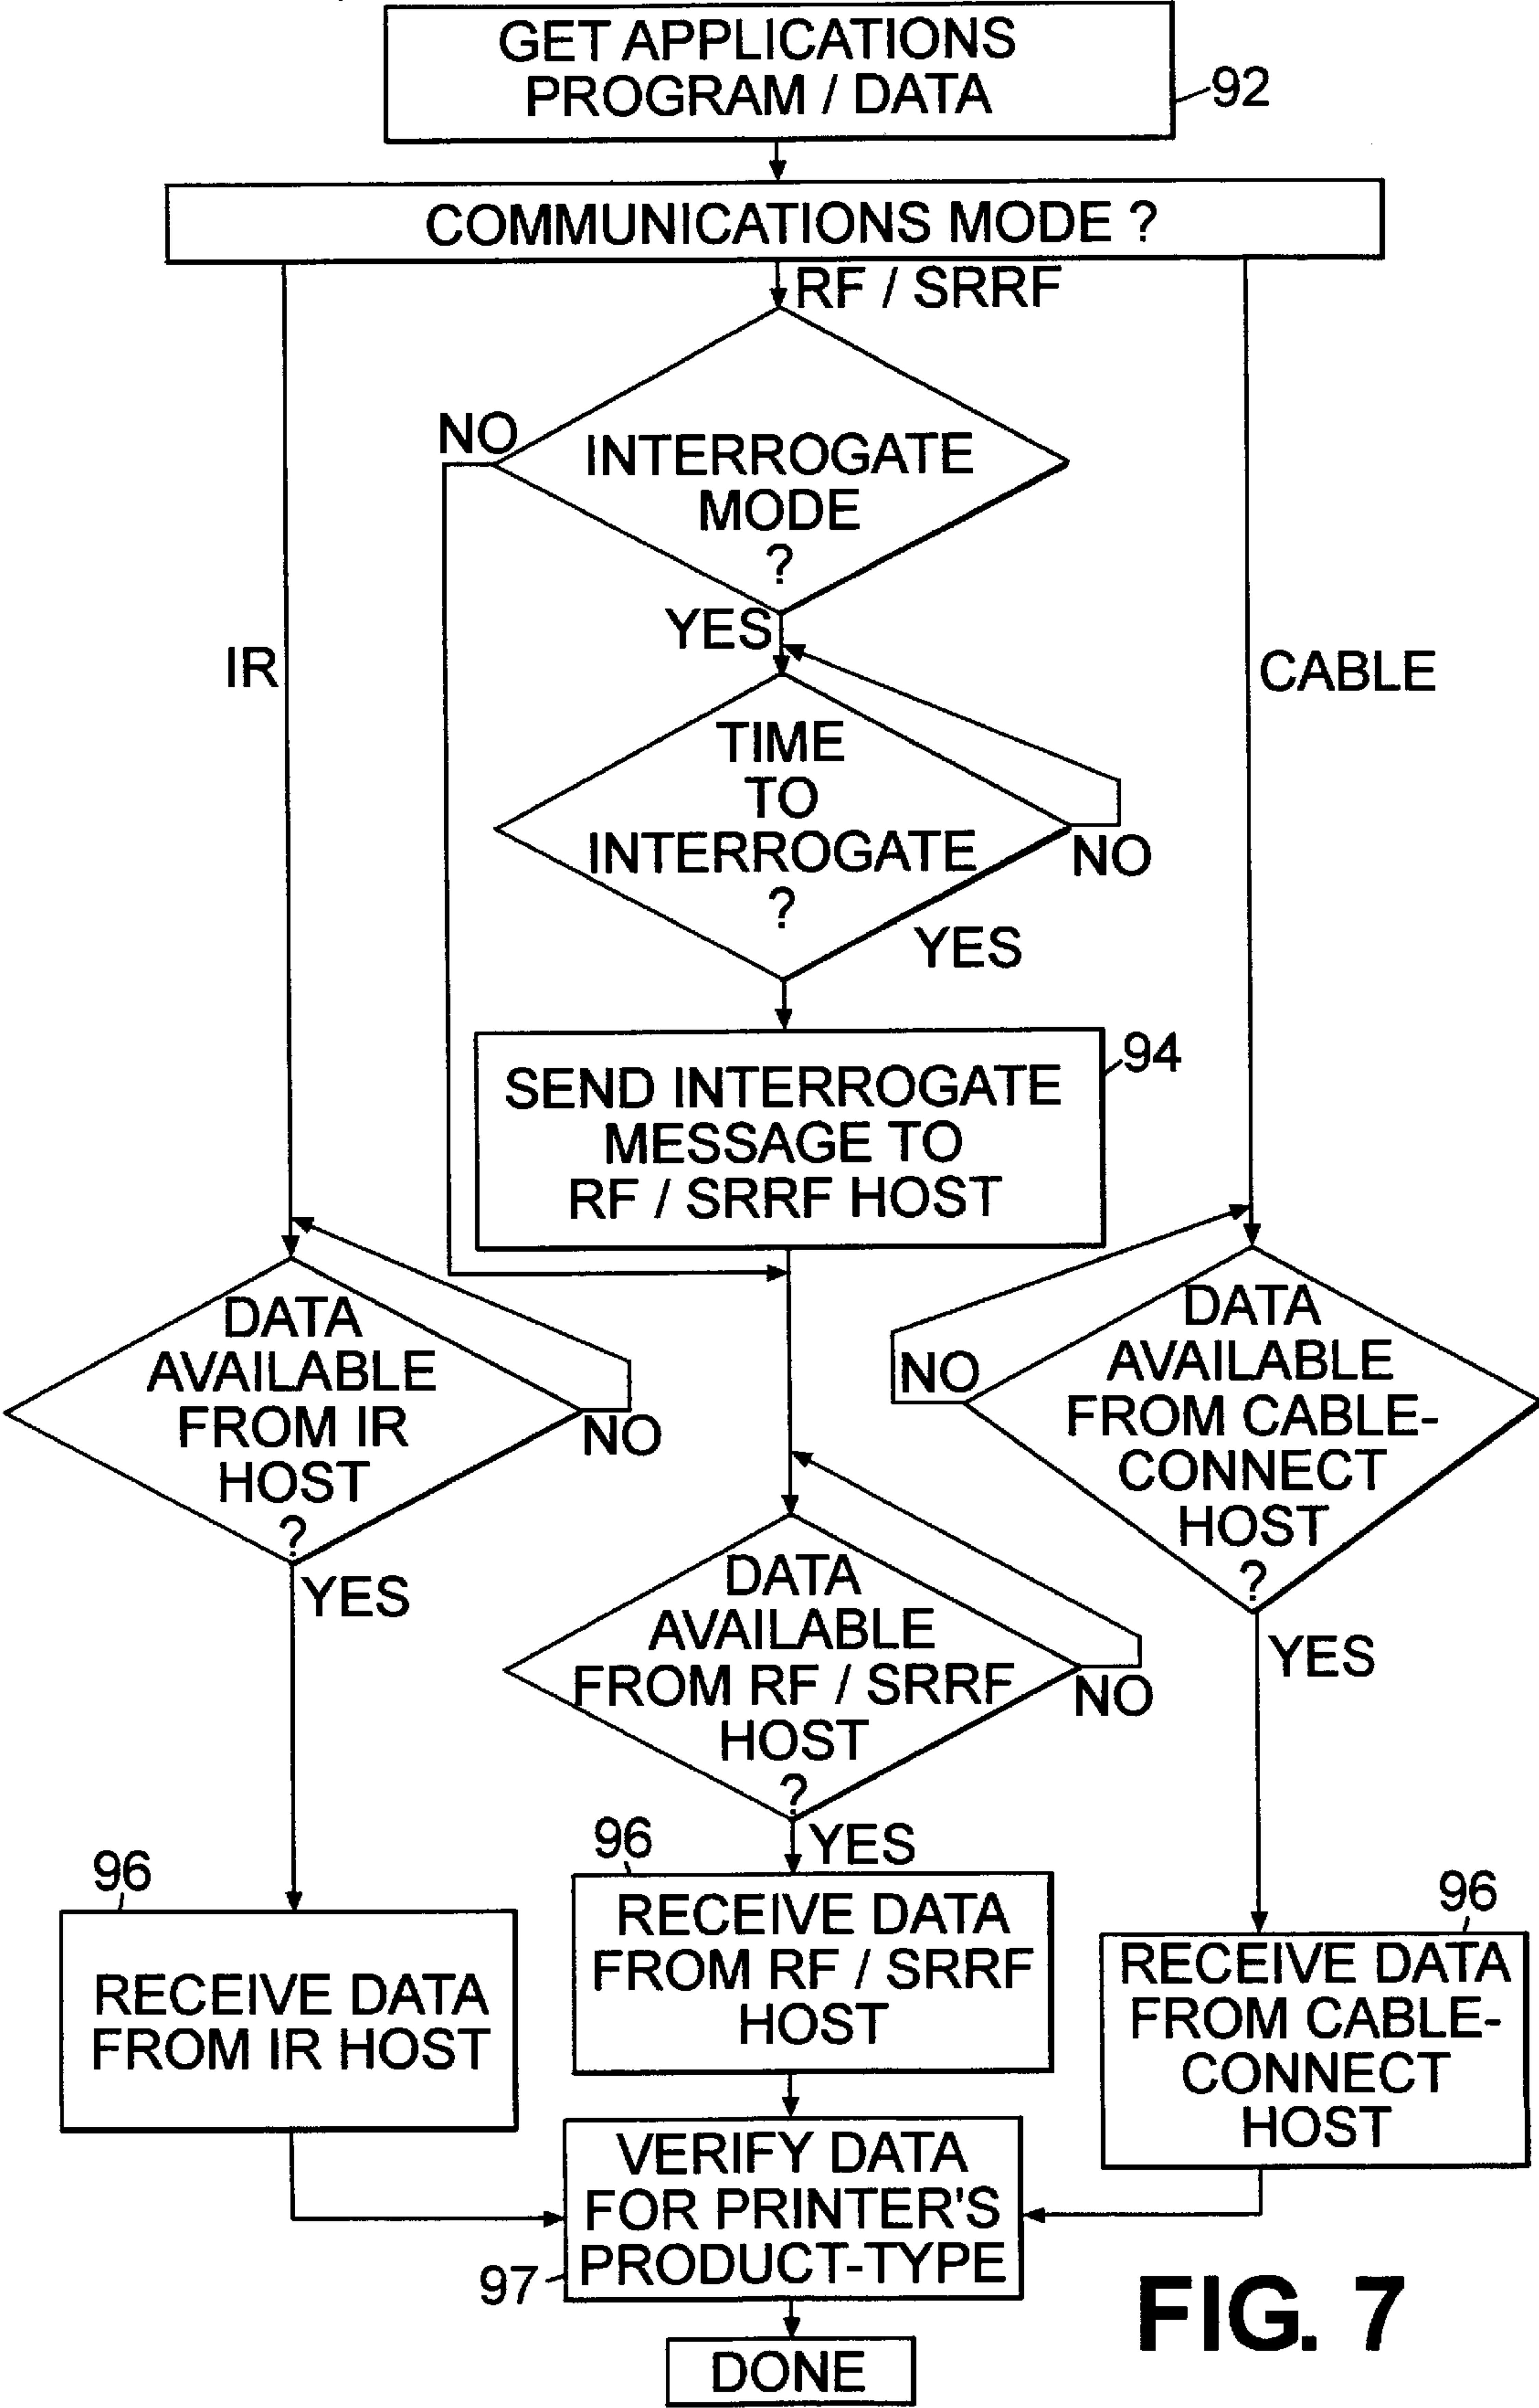 GET APPLICATIONS
PROGRAM / DATA
92
COMMUNICATIONS MODE ?
RF / SRRF
NO
INTERROGATE
MODE
?
YES
IR
CABLE
TIME
TO
INTERROGATE
?
NO
YES
94
SEND INTERROGATE
MESSAGE TO
RF / SRRF HOST
DATA
AVAILABLE
FROM IR
HOST
?
NO
YES
DATA
AVAILABLE
FROM CABLE-
CONNECT
HOST
?
NO
YES
DATA
AVAILABLE
FROM RF / SRRF
HOST
?
NO
YES
96
RECEIVE DATA
FROM IR HOST
96
RECEIVE DATA
FROM RF / SRRF
HOST
96
RECEIVE DATA
FROM CABLE-
CONNECT
HOST
VERIFY DATA
FOR PRINTER'S
PRODUCT-TYPE
97
DONE
FIG. 7